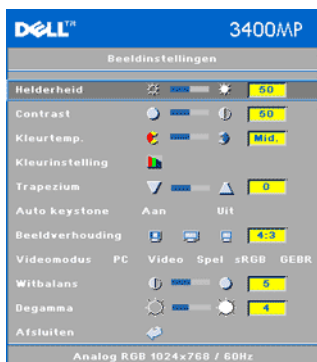 DELL™ 3400MP
Beeldinstellingen
Helderheid 50
Contrast 50
Kleurtemp. Mid.
Kleurinstelling
Trapezium 0
Auto keystone Aan Uit
Beeldverhouding 4:3
Videomodus PC Video Spel sRGB GEBR
Witbalans 5
Degamma 4
Afsluiten
Analog RGB 1024x768 / 60Hz